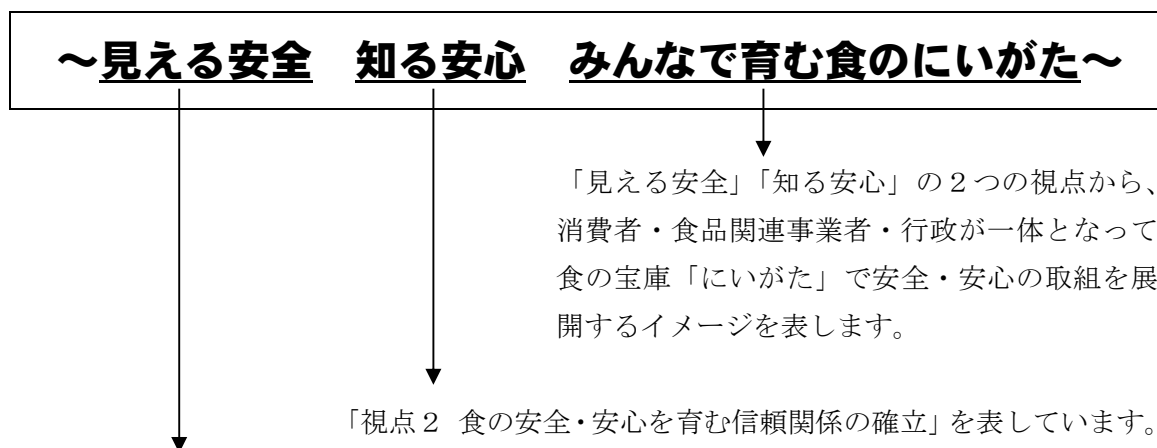 ～見える安全　知る安心　みんなで育む食のにいがた～
「見える安全」「知る安心」の２つの視点から、
消費者・食品関連事業者・行政が一体となって
食の宝庫「にいがた」で安全・安心の取組を展
開するイメージを表します。
「視点２ 食の安全・安心を育む信頼関係の確立」を表しています。